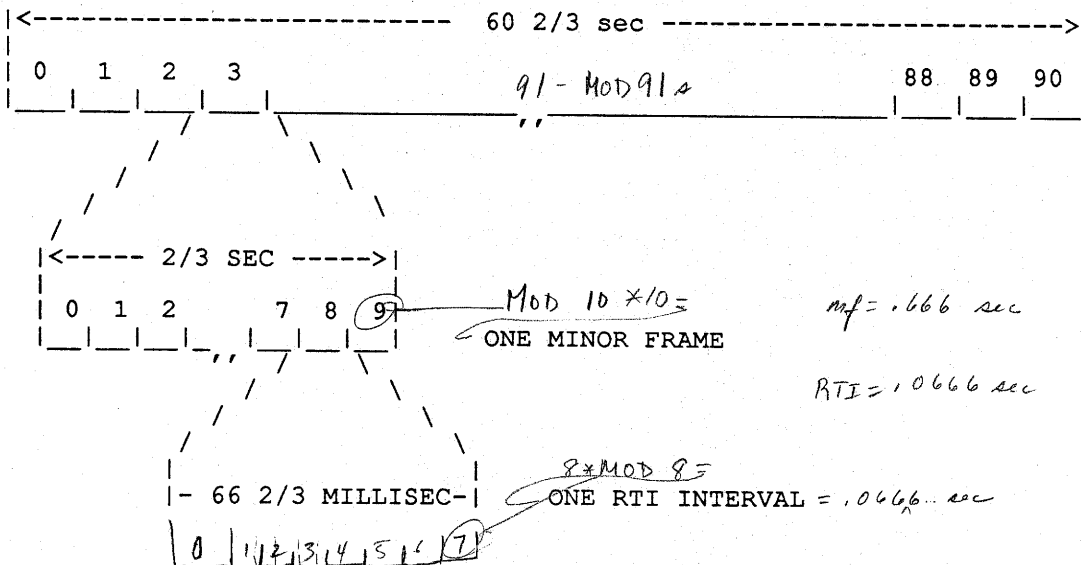 |<---------------------- 60 2/3 sec --------------------->
0 1 2 3 91 - MOD 91s 88 89 90
|<----- 2/3 SEC ----->|
0 1 2 7 8 9 MOD 10 *10 = mf = .666 sec
ONE MINOR FRAME
RTI = .0666 sec
8*MOD 8 =
|- 66 2/3 MILLISEC-| ONE RTI INTERVAL = .0666.. sec
0 1 2 3 4 5 6 7